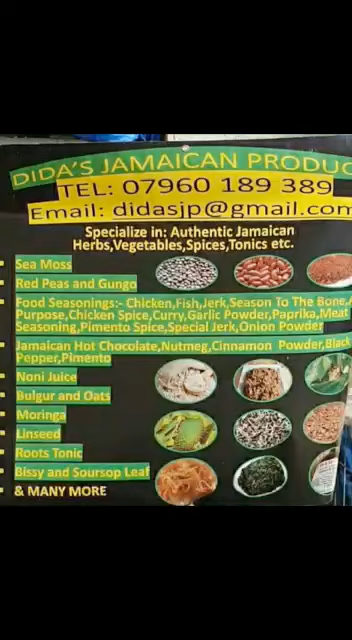 DIDA'S JAMAICAN PRODUC
TEL: 07960 189 389
Email: didasjp@gmail.com
Specialize in: Authentic Jamaican
Herbs,Vegetables,Spices,Tonics etc.
Sea Moss
Red Peas and Gungo
Food Seasonings:- Chicken,Fish,Jerk,Season To The Bone,A
Purpose,Chicken Spice,Curry,Garlic Powder,Paprika,Meat
Seasoning,Pimento Spice,Special Jerk,Onion Powder
Jamaican Hot Chocolate,Nutmeg,Cinnamon Powder,Black
Pepper,Pimento
Noni Juice
Bulgur and Oats
Moringa
Linseed
Roots Tonic
Bissy and Soursop Leaf
& MANY MORE